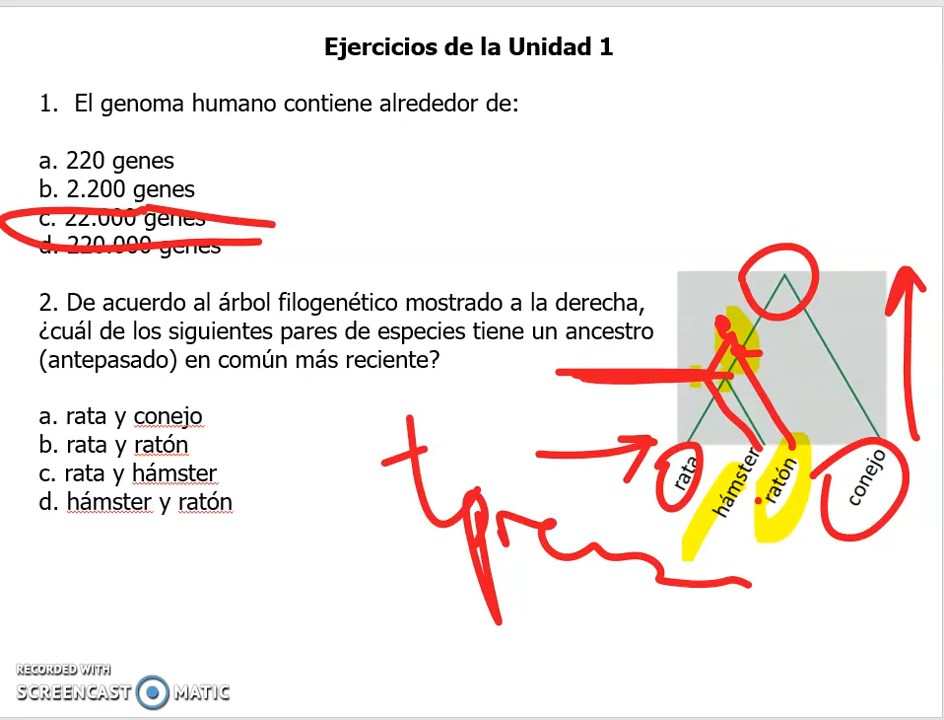 Ejercicios de la Unidad 1
1. El genoma humano contiene alrededor de:
a. 220 genes
b. 2.200 genes
c. 22.000 genes
d. 220.000 genes
2. De acuerdo al árbol filogenético mostrado a la derecha,
¿cuál de los siguientes pares de especies tiene un ancestro
(antepasado) en común más reciente?
a. rata y conejo
b. rata y ratón
c. rata y hámster
d. hámster y ratón
rata
hámster
ratón
conejo
RECORDED WITH
SCREENCAST MATIC